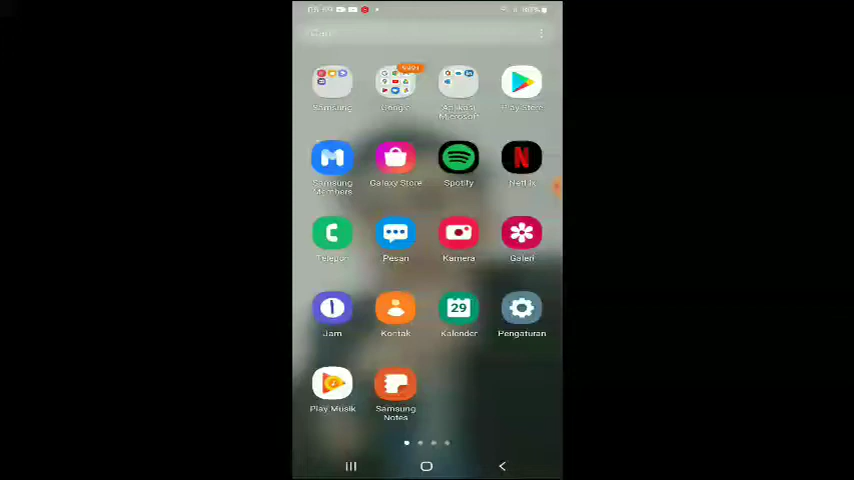 Cari
Samsung
Google
Aplikasi
Microsoft
Play Store
Samsung
Members
Galaxy Store
Spotify
Netflix
Telepon
Pesan
Kamera
Galeri
Jam
Kontak
29
Kalender
Pengaturan
Play Musik
Samsung
Notes